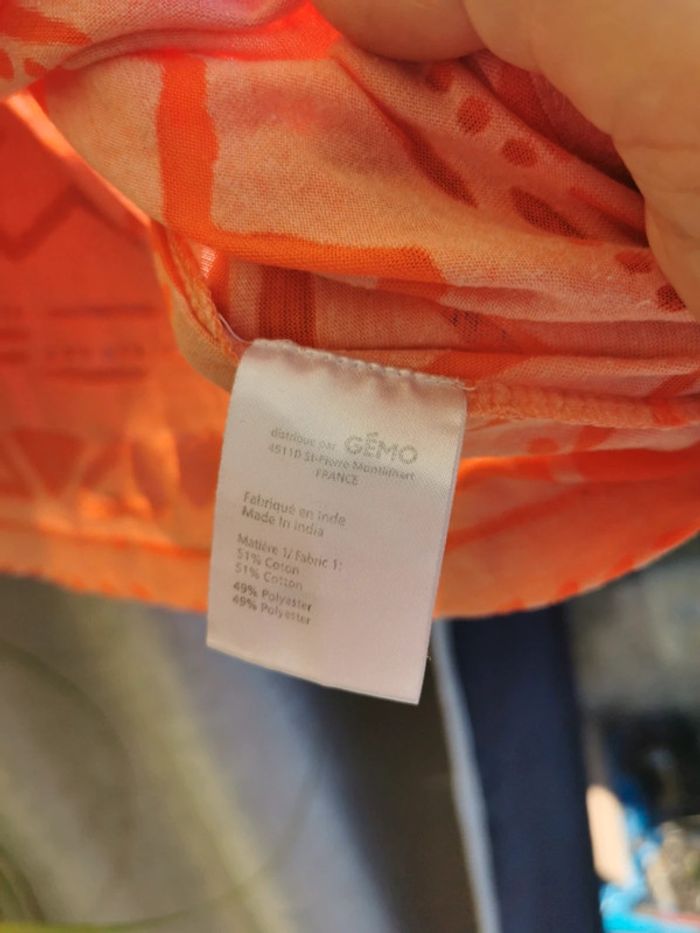 distribué par GÉMO
49110 St-Pierre Montlimart
FRANCE
Fabriqué en Inde
Made In India
Matière 1/ Fabric 1:
51% Coton
51% Cotton
49% Polyester
49% Polyester